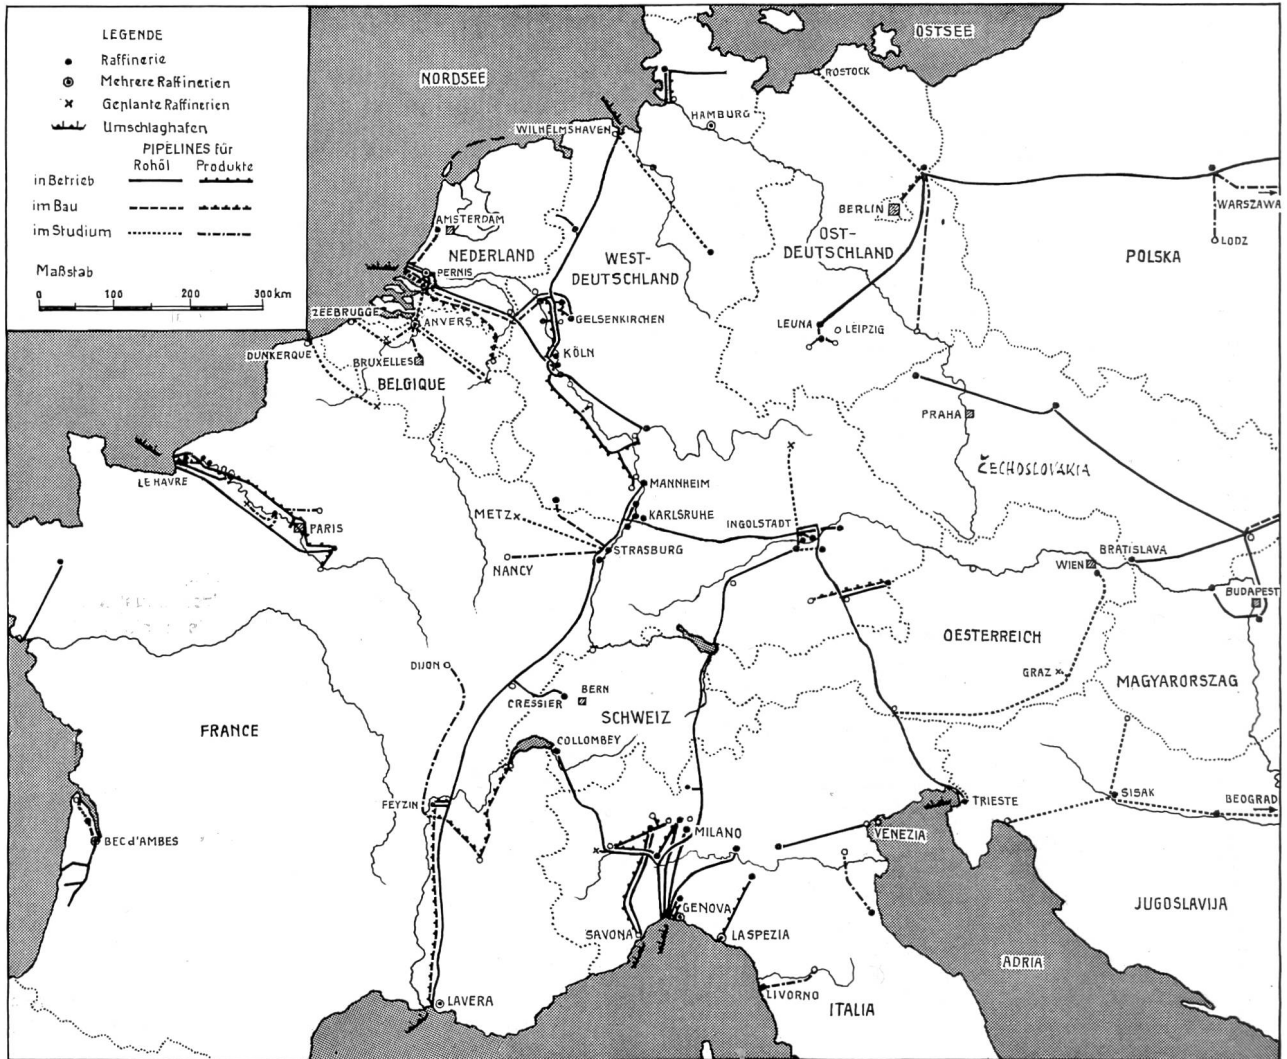 LEGENDE
Raffinerie
Mehrere Raffinerien
Geplante Raffinerien
Umschlaghafen
PIPELINES für
Rohöl Produkte
in Betrieb
im Bau
im Studium
Maßstab
0 100 200 300 km
NORDSEE
OSTSEE
ROSTOCK
HAMBURG
WILHELMSHAVEN
BERLIN
WARSZAWA
LODZ
POLSKA
AMSTERDAM
NEDERLAND
WEST-
DEUTSCHLAND
OST-
DEUTSCHLAND
PERNIS
ZEEBRUGGE
ANVERS
GELSENKIRCHEN
LEUNA
LEIPZIG
DUNKERQUE
BRUXELLES
KÖLN
BELGIQUE
PRAHA
ČECHOSLOVÁKIA
LE HAVRE
MANNHEIM
METZ
KARLSRUHE
INGOLSTADT
PARIS
STRASBURG
NANCY
BRATISLAVA
WIEN
BUDAPEST
OESTERREICH
DIJON
GRAZ
MAGYARORSZAG
BERN
CRESSIER
SCHWEIZ
FRANCE
COLLOMBEY
FEYZIN
TRIESTE
SISAK
BEOGRAD
BEC d'AMBES
MILANO
VENEZIA
JUGOSLAVIJA
GENOVA
SAVONA
LA SPEZIA
ADRIA
LIVORNO
ITALIA
LAVERA